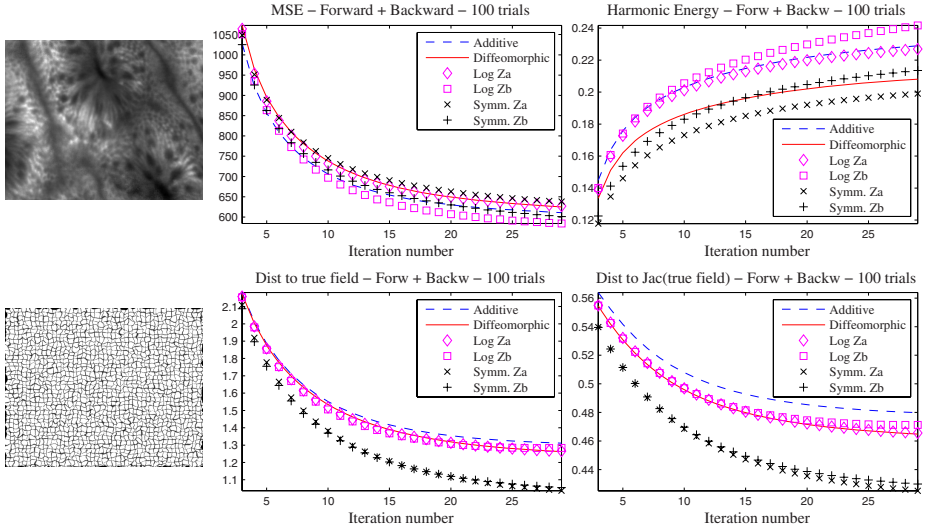 MSE – Forward + Backward – 100 trials
1050
1000
950
900
850
800
750
700
650
600
5
10
15
20
25
Iteration number
Additive
Diffeomorphic
Log Za
Log Zb
Symm. Za
Symm. Zb
Harmonic Energy – Forw + Backw – 100 trials
0.24
0.22
0.2
0.18
0.16
0.14
0.12
5
10
15
20
25
Iteration number
Additive
Diffeomorphic
Log Za
Log Zb
Symm. Za
Symm. Zb
Dist to true field – Forw + Backw – 100 trials
2.1
2
1.9
1.8
1.7
1.6
1.5
1.4
1.3
1.2
1.1
5
10
15
20
25
Iteration number
Additive
Diffeomorphic
Log Za
Log Zb
Symm. Za
Symm. Zb
Dist to Jac(true field) – Forw + Backw – 100 trials
0.56
0.54
0.52
0.5
0.48
0.46
0.44
5
10
15
20
25
Iteration number
Additive
Diffeomorphic
Log Za
Log Zb
Symm. Za
Symm. Zb